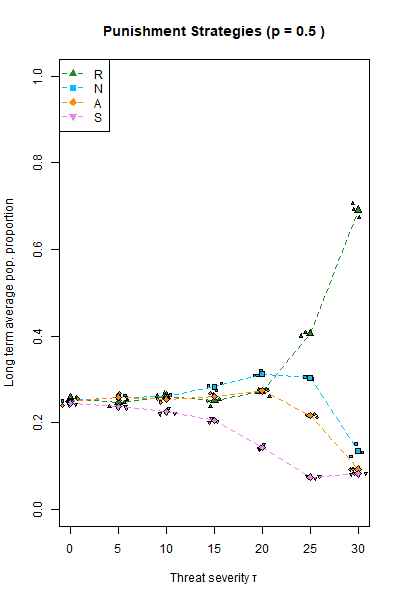 Punishment Strategies (p = 0.5 )
R
N
A
S
Long term average pop. proportion
1.0
0.8
0.6
0.4
0.2
0.0
0 5 10 15 20 25 30
Threat severity τ